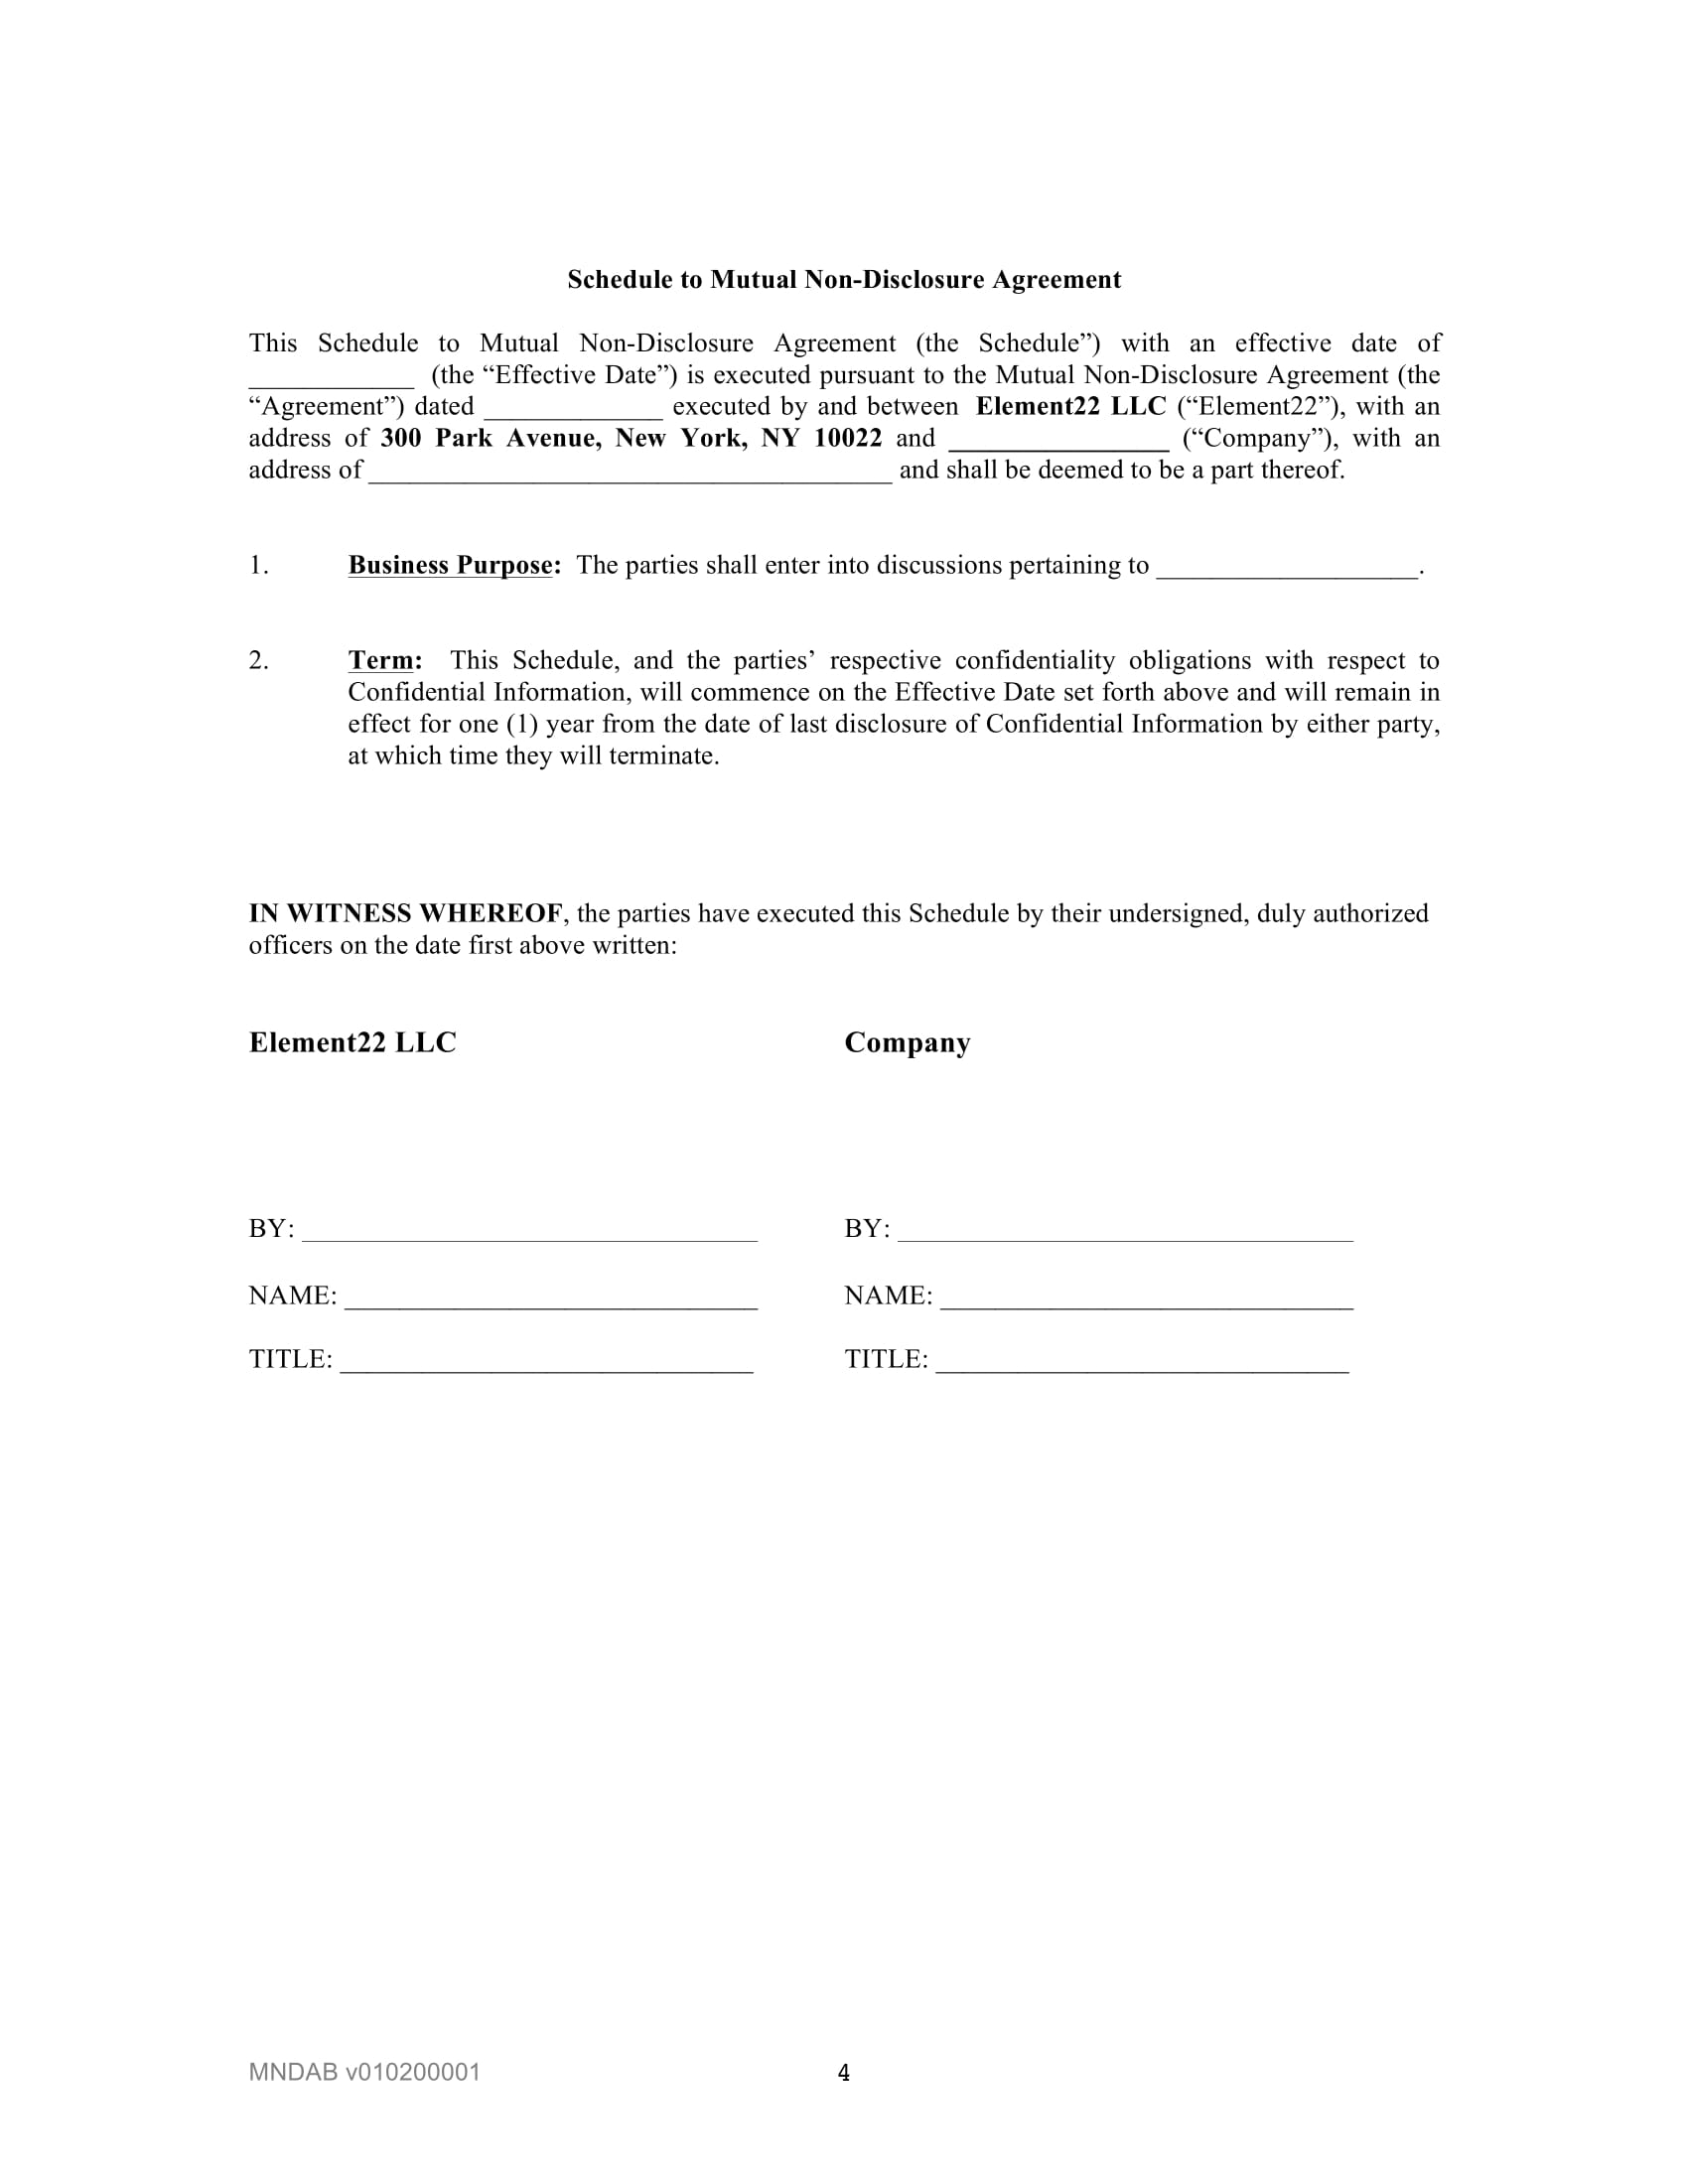 Schedule to Mutual Non-Disclosure Agreement
This Schedule to Mutual Non-Disclosure Agreement (the Schedule”) with an effective date of
____________ (the “Effective Date”) is executed pursuant to the Mutual Non-Disclosure Agreement (the
“Agreement”) dated _____________ executed by and between Element22 LLC (“Element22”), with an
address of 300 Park Avenue, New York, NY 10022 and ________________ (“Company”), with an
address of ______________________________________ and shall be deemed to be a part thereof.
1. Business Purpose: The parties shall enter into discussions pertaining to ___________________.
2. Term: This Schedule, and the parties’ respective confidentiality obligations with respect to
Confidential Information, will commence on the Effective Date set forth above and will remain in
effect for one (1) year from the date of last disclosure of Confidential Information by either party,
at which time they will terminate.
IN WITNESS WHEREOF, the parties have executed this Schedule by their undersigned, duly authorized
officers on the date first above written:
Element22 LLC Company
BY: _________________________________ BY: _________________________________
NAME: ______________________________ NAME: ______________________________
TITLE: ______________________________ TITLE: ______________________________
MNDAB v010200001 4